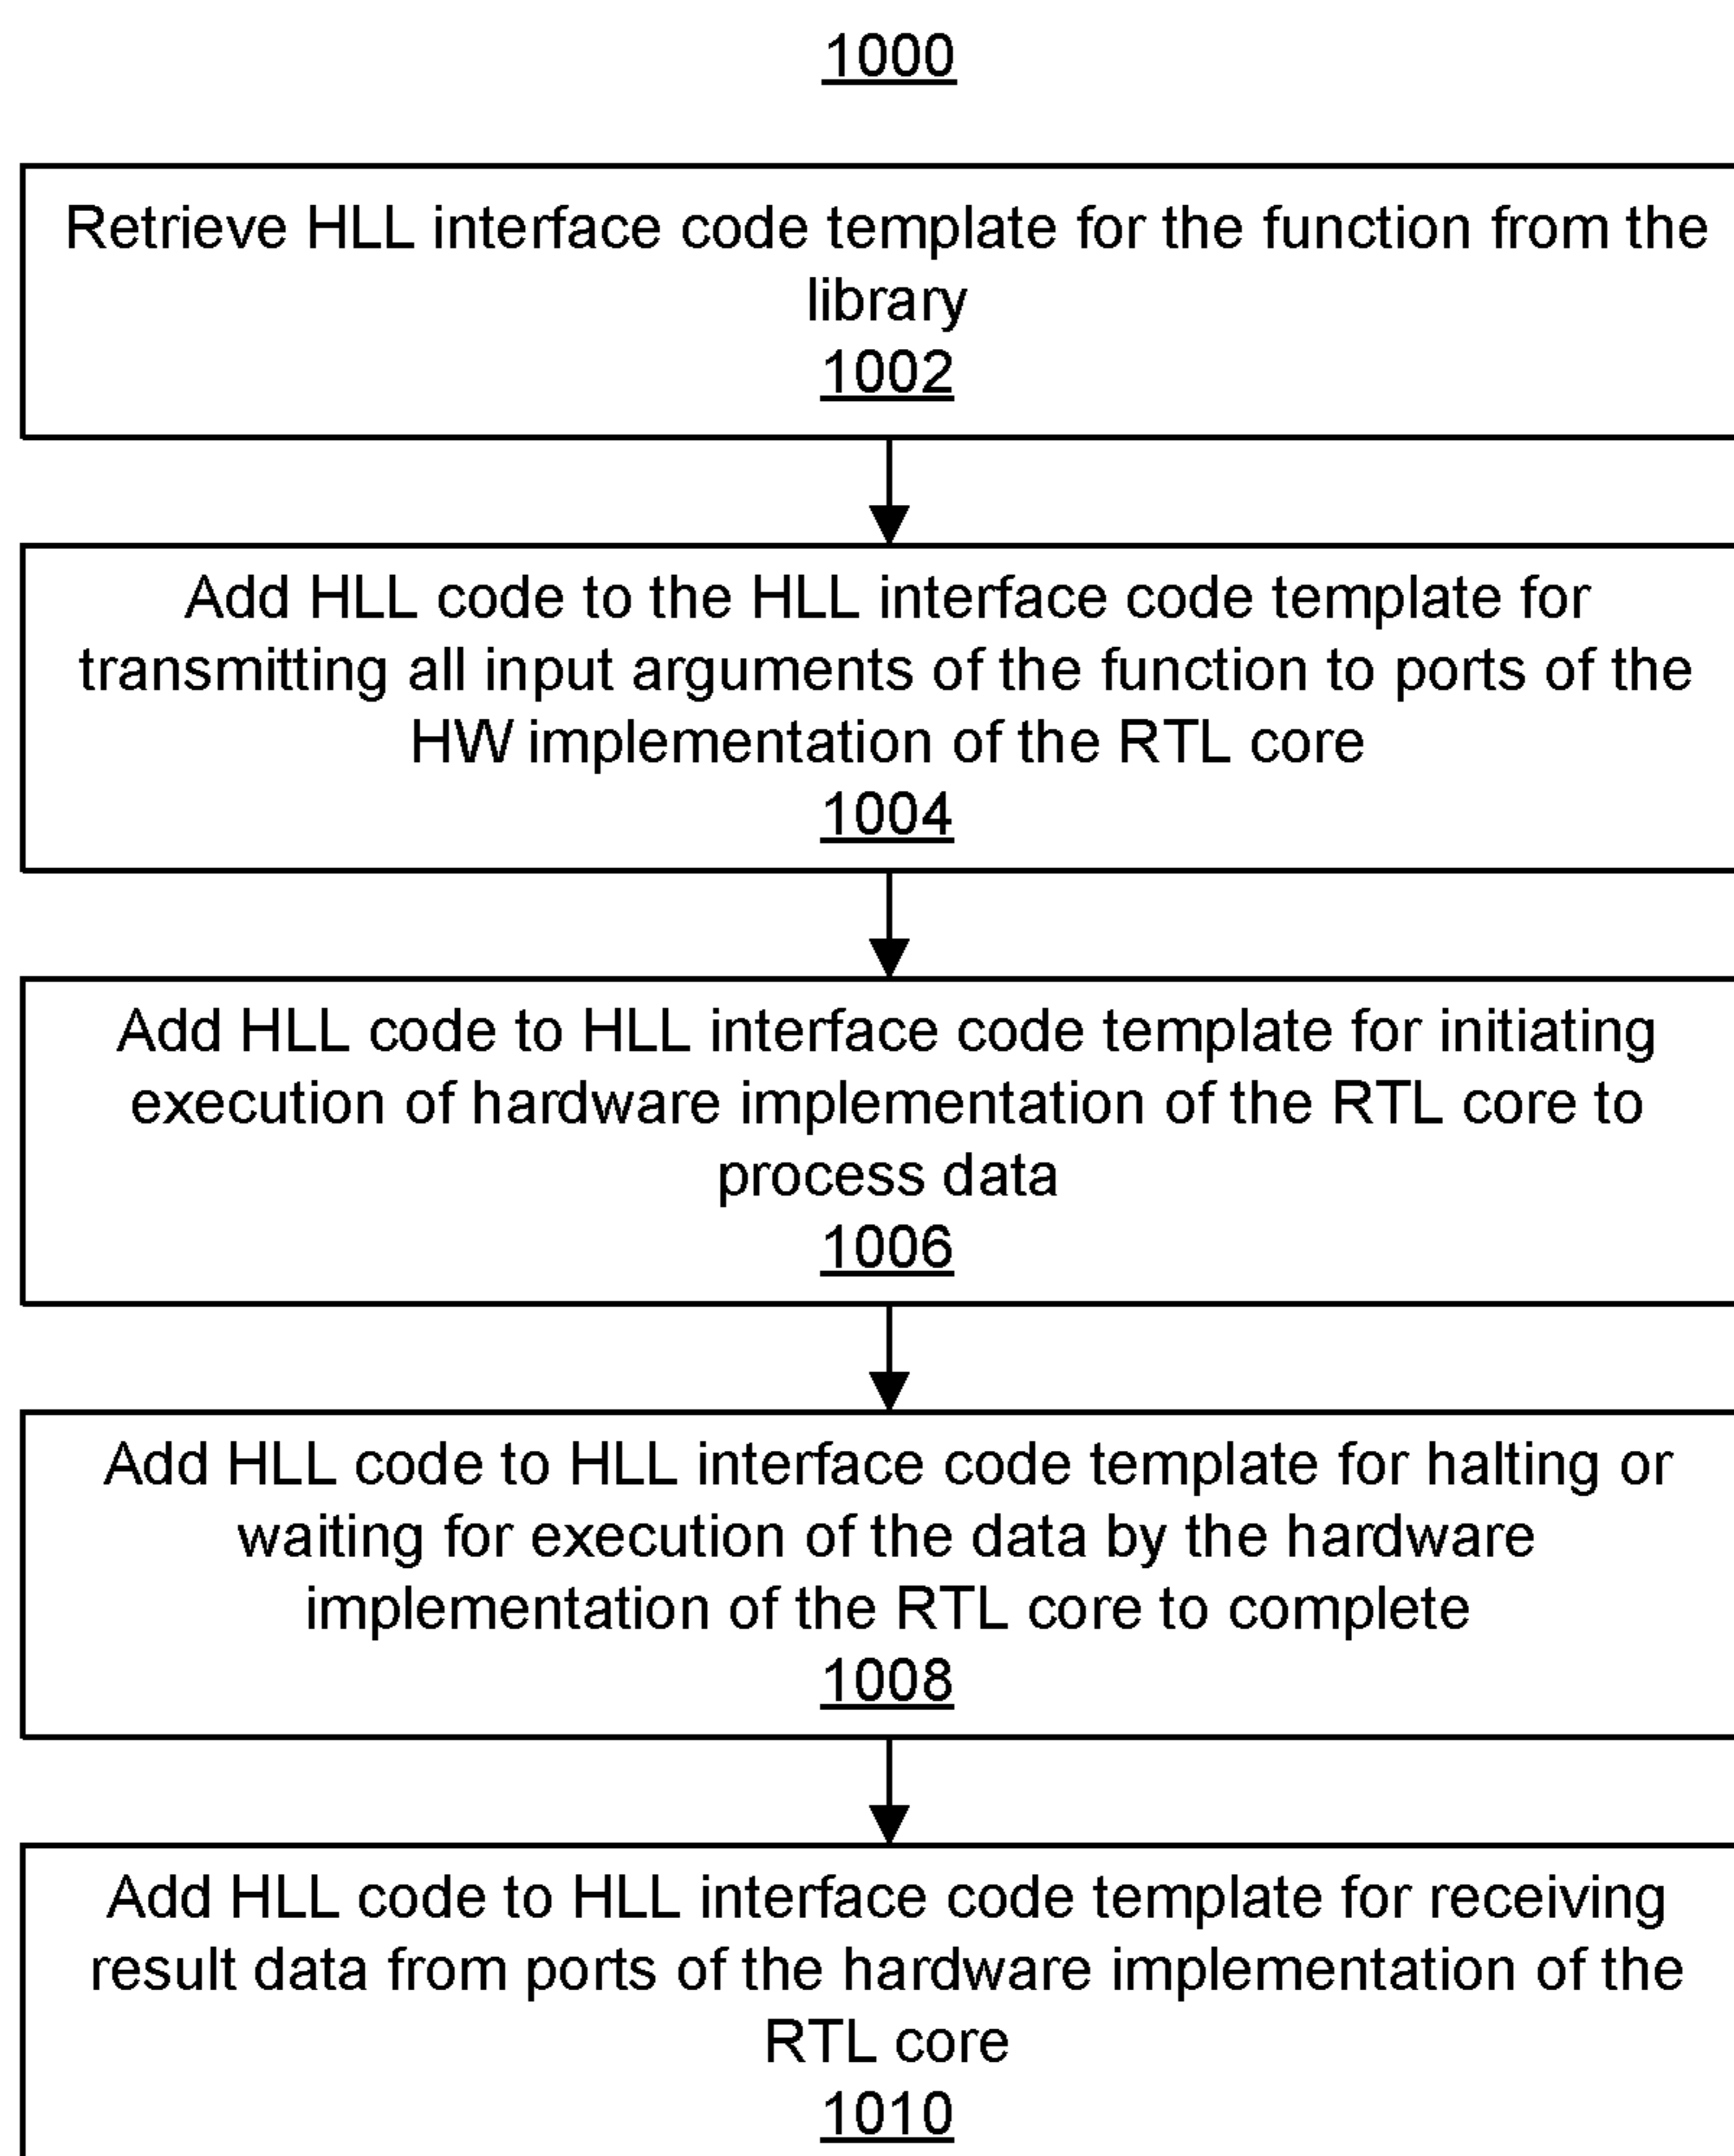 1000
Retrieve HLL interface code template for the function from the
library
1002
Add HLL code to the HLL interface code template for
transmitting all input arguments of the function to ports of the
HW implementation of the RTL core
1004
Add HLL code to HLL interface code template for initiating
execution of hardware implementation of the RTL core to
process data
1006
Add HLL code to HLL interface code template for halting or
waiting for execution of the data by the hardware
implementation of the RTL core to complete
1008
Add HLL code to HLL interface code template for receiving
result data from ports of the hardware implementation of the
RTL core
1010